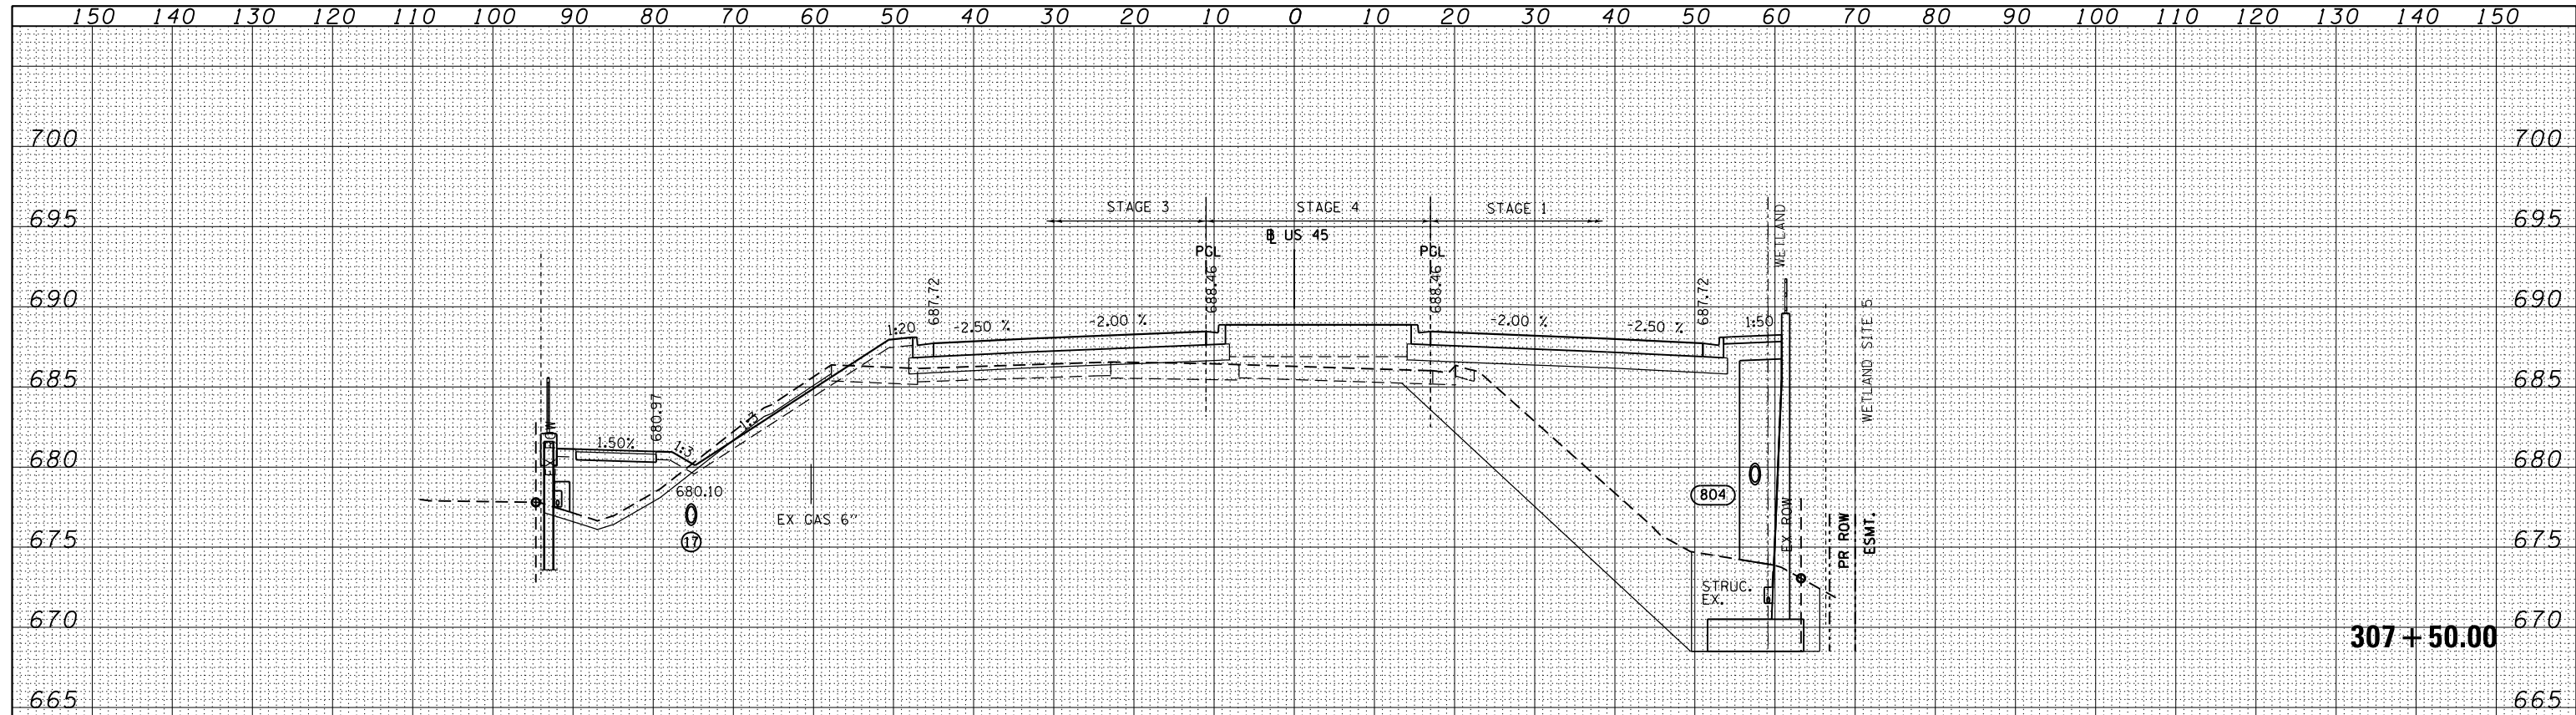 150 140 130 120 110 100 90 80 70 60 50 40 30 20 10 0 10 20 30 40 50 60 70 80 90 100 110 120 130 140 150
700 700
695 695
690 690
685 685
680 680
675 675
670 670
665 665
STAGE 3 STAGE 4 STAGE 1
WETLAND
BL US 45
PGL PGL
688.46 688.46
687.72 687.72
1:20 -2.50 % -2.00 % -2.00 % -2.50 % 1:50
WETLAND SITE 5
EX ROW
1.50% 680.97 1:3 1:3
680.10
17
EX GAS 6"
804
EX ROW
PR ROW
ESMT.
STRUC.
EX.
307+50.00